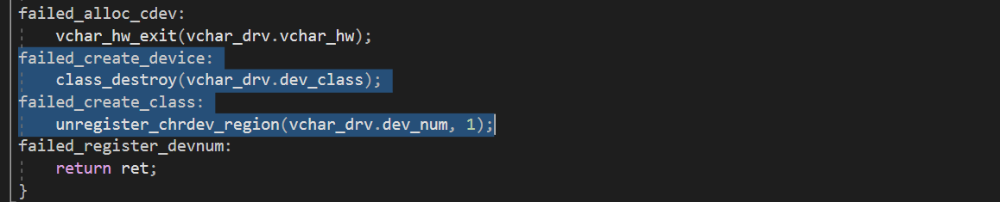 failed_alloc_cdev:
vchar_hw_exit(vchar_drv.vchar_hw);
failed_create_device:
class_destroy(vchar_drv.dev_class);
failed_create_class:
unregister_chrdev_region(vchar_drv.dev_num, 1);
failed_register_devnum:
return ret;
}